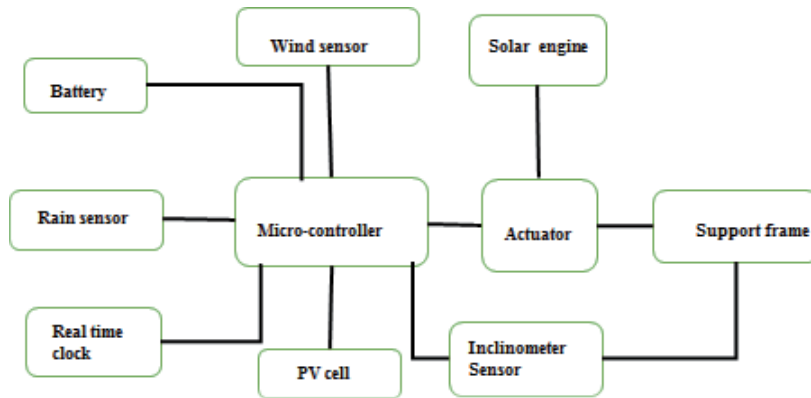 Wind sensor
Solar engine
Battery
Rain sensor
Micro-controller
Actuator
Support frame
Real time
clock
PV cell
Inclinometer
Sensor